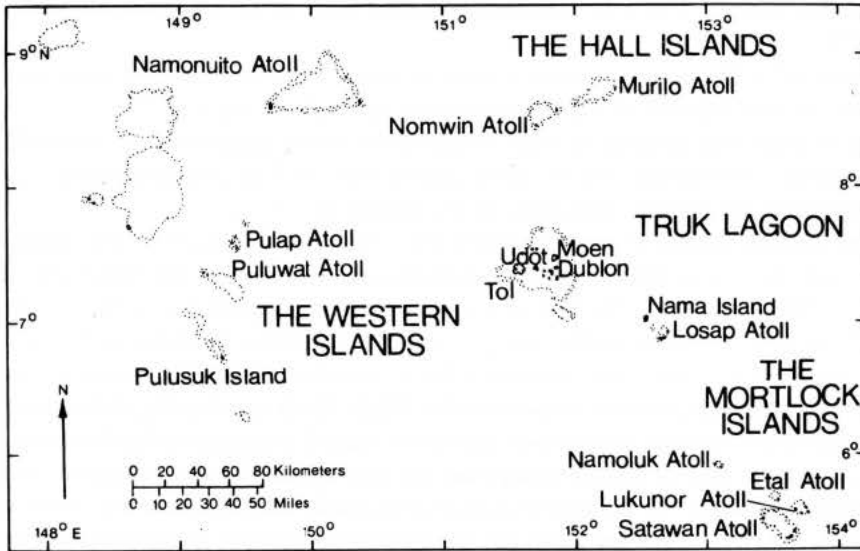 149°
151°
153°
9° N
THE HALL ISLANDS
Namonuito Atoll
Murilo Atoll
Nomwin Atoll
8°
TRUK LAGOON
Pulap Atoll
Udot
Moen
Puluwat Atoll
Dublon
Tol
Nama Island
7°
THE WESTERN
ISLANDS
Losap Atoll
Pulusuk Island
THE
MORTLOCK
ISLANDS
N
6°
Namoluk Atoll
0 20 40 60 80 Kilometers
Etal Atoll
Lukunor Atoll
0 10 20 30 40 50 Miles
Satawan Atoll
148° E
150°
152°
154°